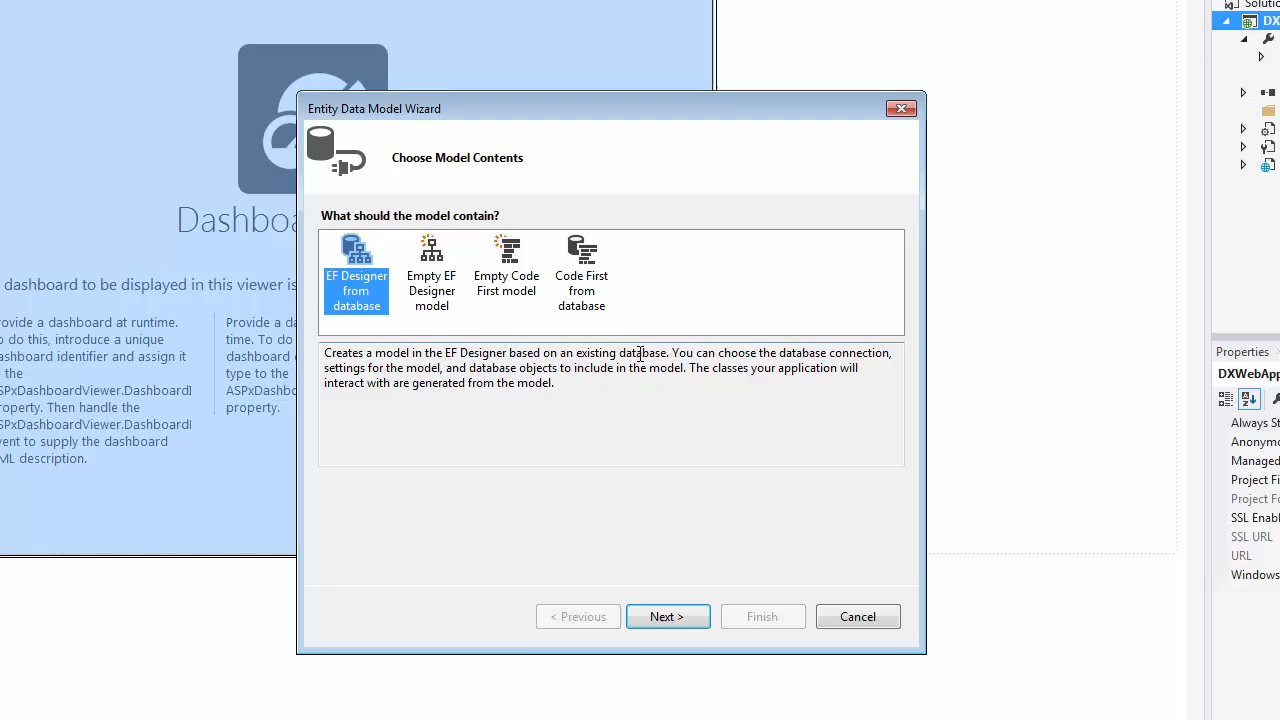 Solutio
DX
Entity Data Model Wizard
Choose Model Contents
Dashboa
What should the model contain?
EF Designer
from
database
Empty EF
Designer
model
Empty Code
First model
Code First
from
database
dashboard to be displayed in this viewer is
rovide a dashboard at runtime.
o do this, introduce a unique
ashboard identifier and assign it
the
SPxDashboardViewer.DashboardI
roperty. Then handle the
SPxDashboardViewer.DashboardI
vent to supply the dashboard
ML description.
Provide a da
time. To do
type to the
ASPxDashboa
property.
Creates a model in the EF Designer based on an existing database. You can choose the database connection,
settings for the model, and database objects to include in the model. The classes your application will
interact with are generated from the model.
< Previous
Next >
Finish
Cancel
Properties
DXWebApp
Always St
Anonymo
Managed
Project Fi
Project Fo
SSL Enabl
SSL URL
URL
Windows